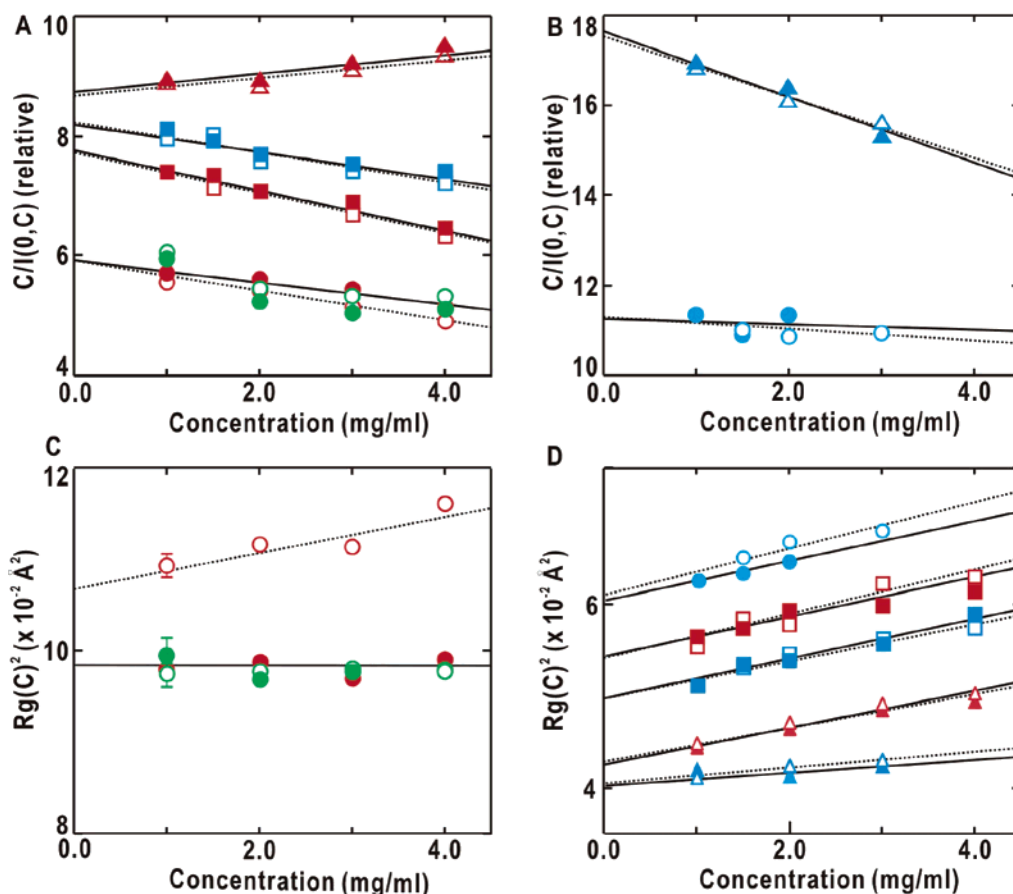 A
C/I(0,C) (relative)
10
8
6
4
0.0
2.0
4.0
Concentration (mg/ml)
B
C/I(0,C) (relative)
18
16
14
12
10
0.0
2.0
4.0
Concentration (mg/ml)
C
Rg(C)² (x 10⁻² Å²)
12
10
8
0.0
2.0
4.0
Concentration (mg/ml)
D
Rg(C)² (x 10⁻² Å²)
6
4
0.0
2.0
4.0
Concentration (mg/ml)